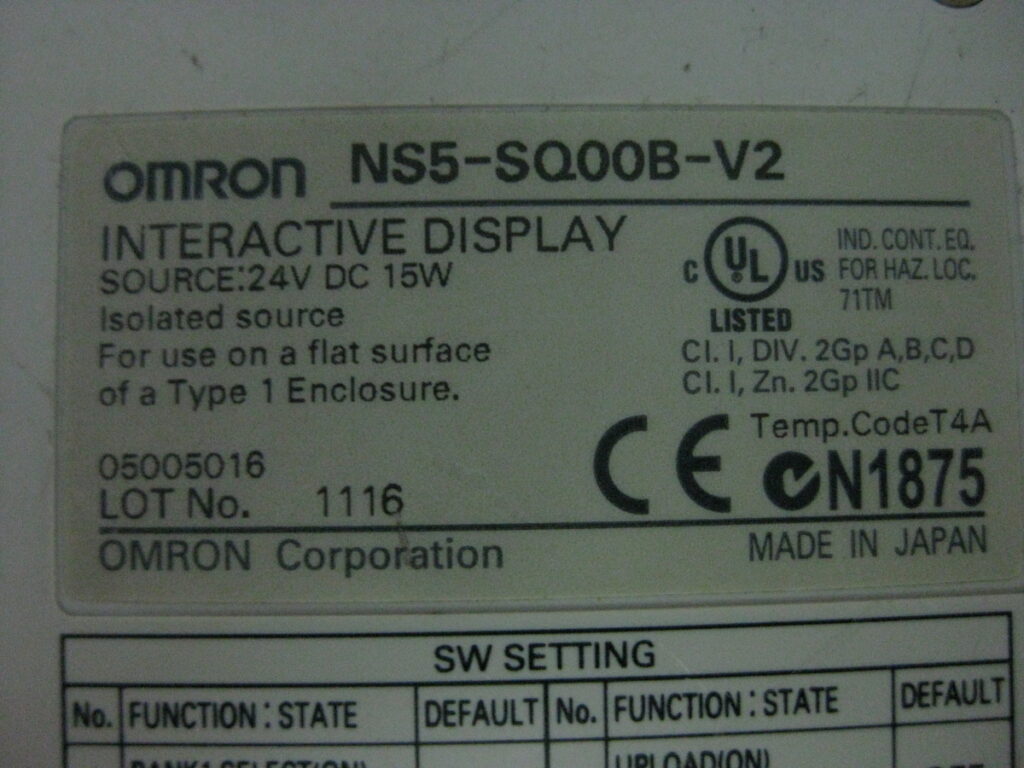 OMRON NS5-SQ00B-V2
INTERACTIVE DISPLAY
SOURCE:24V DC 15W
Isolated source
For use on a flat surface
of a Type 1 Enclosure.
C UL US
LISTED
IND. CONT. EQ.
FOR HAZ. LOC.
71TM
Cl. I, DIV. 2Gp A,B,C,D
Cl. I, Zn. 2Gp IIC
Temp.CodeT4A
CE N1875
05005016
LOT No. 1116
OMRON Corporation
MADE IN JAPAN
SW SETTING
No. FUNCTION : STATE DEFAULT No. FUNCTION : STATE DEFAULT
UPLOAD(ON)